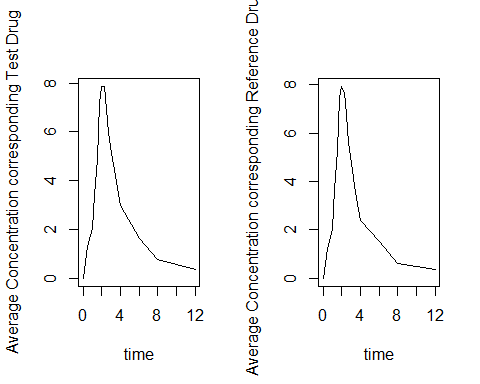 Average Concentration corresponding Test Drug
8
6
4
2
0
0 4 8 12
time
Average Concentration corresponding Reference Dru
8
6
4
2
0
0 4 8 12
time